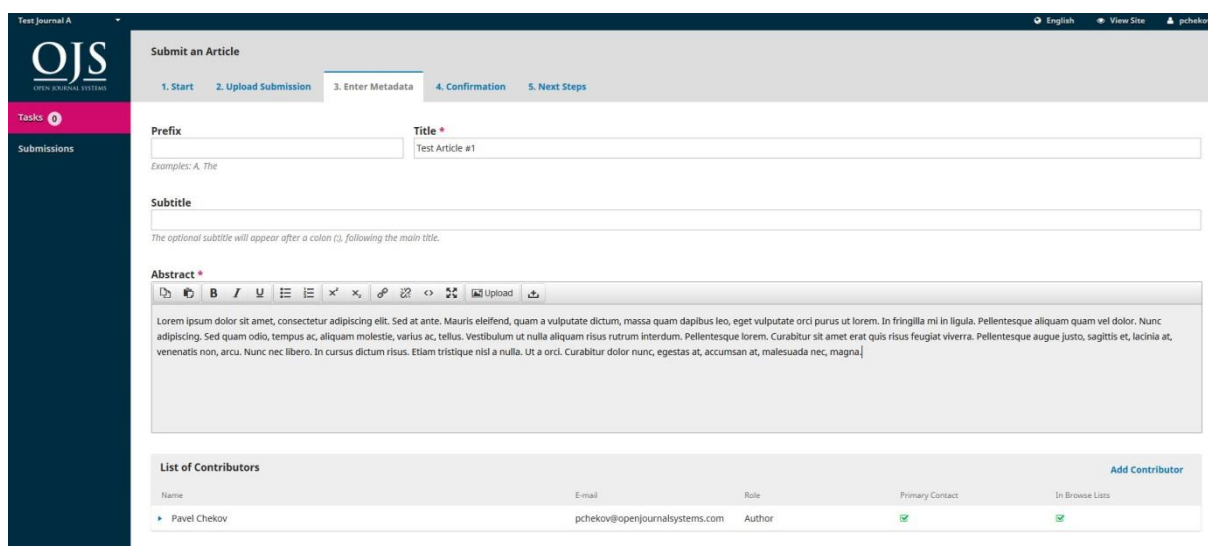 Test Journal A
English View Site pchekov
OJS
OPEN JOURNAL SYSTEMS
Tasks 0
Submissions
Submit an Article
1. Start 2. Upload Submission 3. Enter Metadata 4. Confirmation 5. Next Steps
Prefix Title *
Test Article #1
Examples: A, The
Subtitle
The optional subtitle will appear after a colon (:), following the main title.
Abstract *
B I U x² x₂ Upload
Lorem ipsum dolor sit amet, consectetur adipiscing elit. Sed at ante. Mauris eleifend, quam a vulputate dictum, massa quam dapibus leo, eget vulputate orci purus ut lorem. In fringilla mi in ligula. Pellentesque aliquam quam vel dolor. Nunc
adipiscing. Sed quam odio, tempus ac, aliquam molestie, varius ac, tellus. Vestibulum ut nulla aliquam risus rutrum interdum. Pellentesque lorem. Curabitur sit amet erat quis risus feugiat viverra. Pellentesque augue justo, sagittis et, lacinia at,
venenatis non, arcu. Nunc nec libero. In cursus dictum risus. Etiam tristique nisl a nulla. Ut a orci. Curabitur dolor nunc, egestas at, accumsan at, malesuada nec, magna.
List of Contributors Add Contributor
Name E-mail Role Primary Contact In Browse Lists
Pavel Chekov pchekov@openjournalsystems.com Author